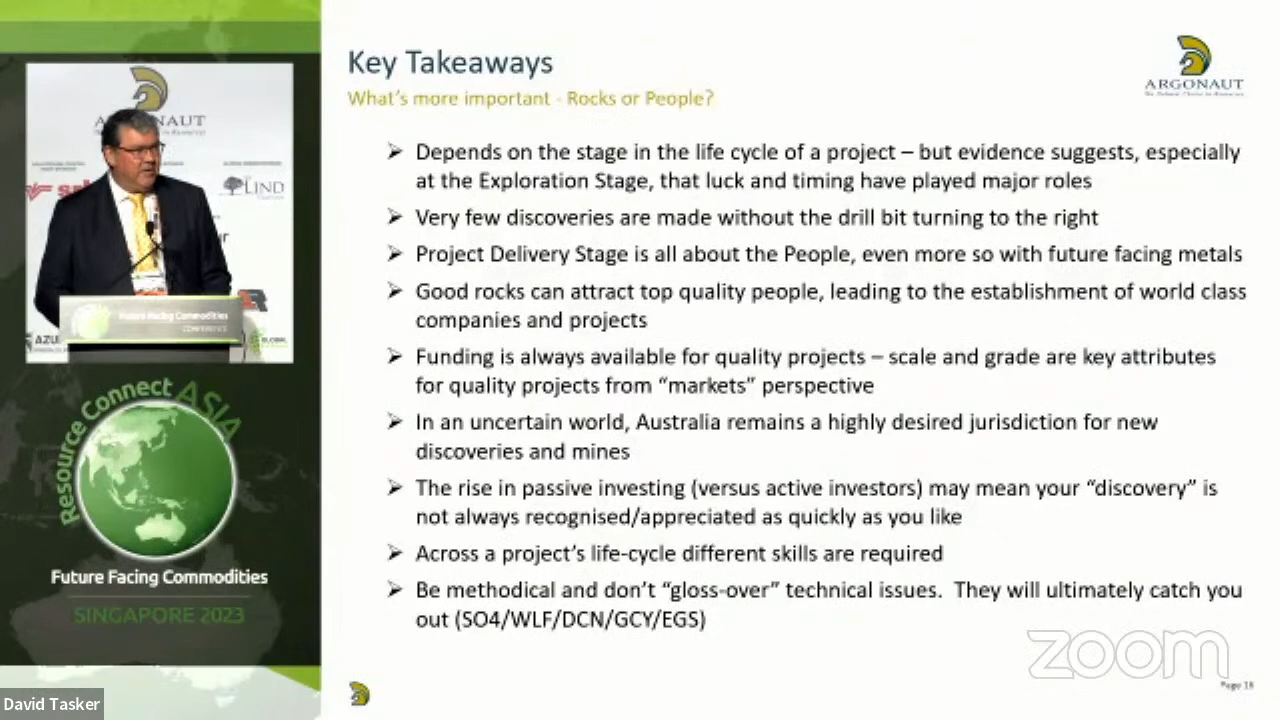 Key Takeaways
What's more important - Rocks or People?
ARGONAUT
➢ Depends on the stage in the life cycle of a project – but evidence suggests, especially
at the Exploration Stage, that luck and timing have played major roles
➢ Very few discoveries are made without the drill bit turning to the right
➢ Project Delivery Stage is all about the People, even more so with future facing metals
➢ Good rocks can attract top quality people, leading to the establishment of world class
companies and projects
➢ Funding is always available for quality projects – scale and grade are key attributes
for quality projects from “markets” perspective
➢ In an uncertain world, Australia remains a highly desired jurisdiction for new
discoveries and mines
➢ The rise in passive investing (versus active investors) may mean your “discovery” is
not always recognised/appreciated as quickly as you like
➢ Across a project's life-cycle different skills are required
➢ Be methodical and don't “gloss-over” technical issues.  They will ultimately catch you
out (SO4/WLF/DCN/GCY/EGS)
zoom
ARGONAUT
LIND
Future Facing Commodities
CONFERENCE
GLOBAL
Resource Connect ASIA
Future Facing Commodities
SINGAPORE 2023
David Tasker